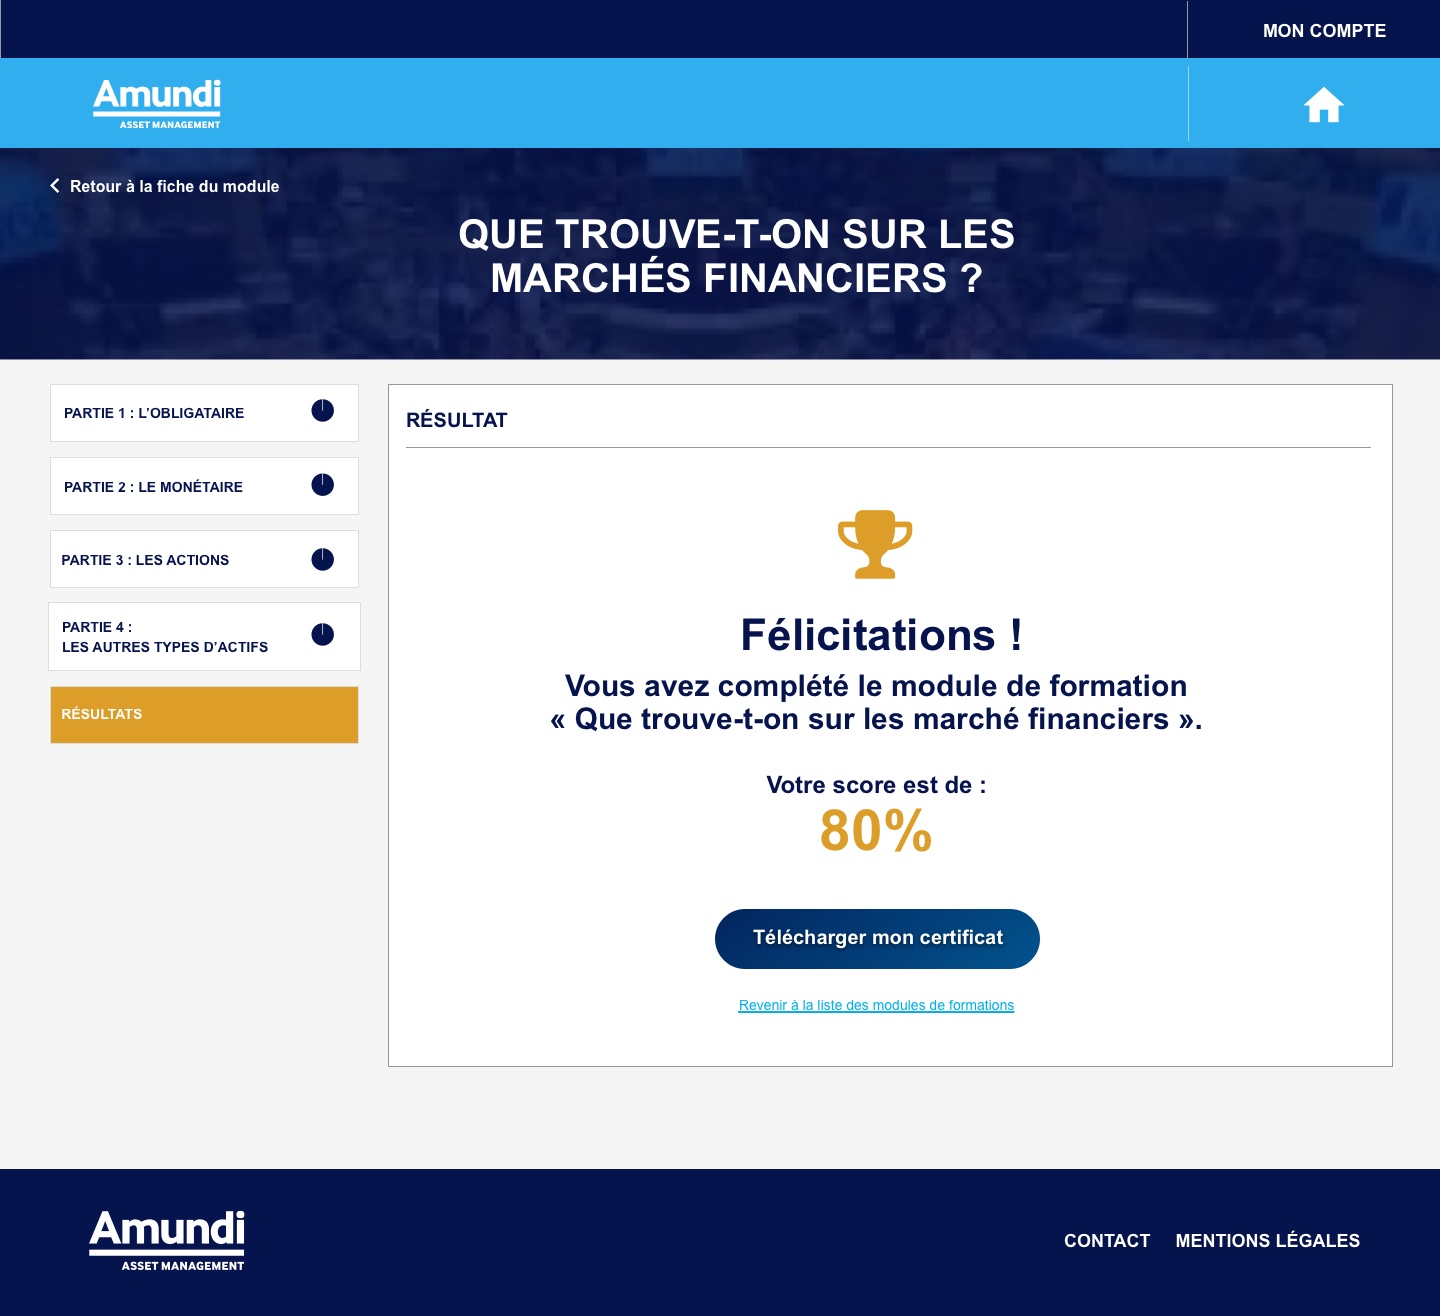 MON COMPTE
Amundi
ASSET MANAGEMENT
Retour à la fiche du module
QUE TROUVE-T-ON SUR LES
MARCHÉS FINANCIERS ?
PARTIE 1 : L’OBLIGATAIRE
PARTIE 2 : LE MONÉTAIRE
PARTIE 3 : LES ACTIONS
PARTIE 4 :
LES AUTRES TYPES D’ACTIFS
RÉSULTATS
RÉSULTAT
Félicitations !
Vous avez complété le module de formation
« Que trouve-t-on sur les marché financiers ».
Votre score est de :
80%
Télécharger mon certificat
Revenir à la liste des modules de formations
Amundi
ASSET MANAGEMENT
CONTACT
MENTIONS LÉGALES